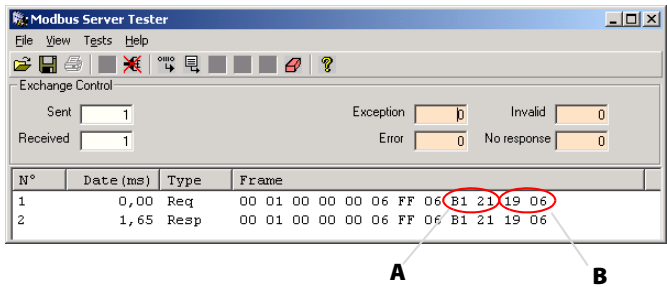 Modbus Server Tester
File View Tests Help
Exchange Control
Sent 1 Exception 0 Invalid 0
Received 1 Error 0 No response 0
N° Date (ms) Type Frame
1 0,00 Req 00 01 00 00 00 06 FF 06 B1 21 19 06
2 1,65 Resp 00 01 00 00 00 06 FF 06 B1 21 19 06
A B